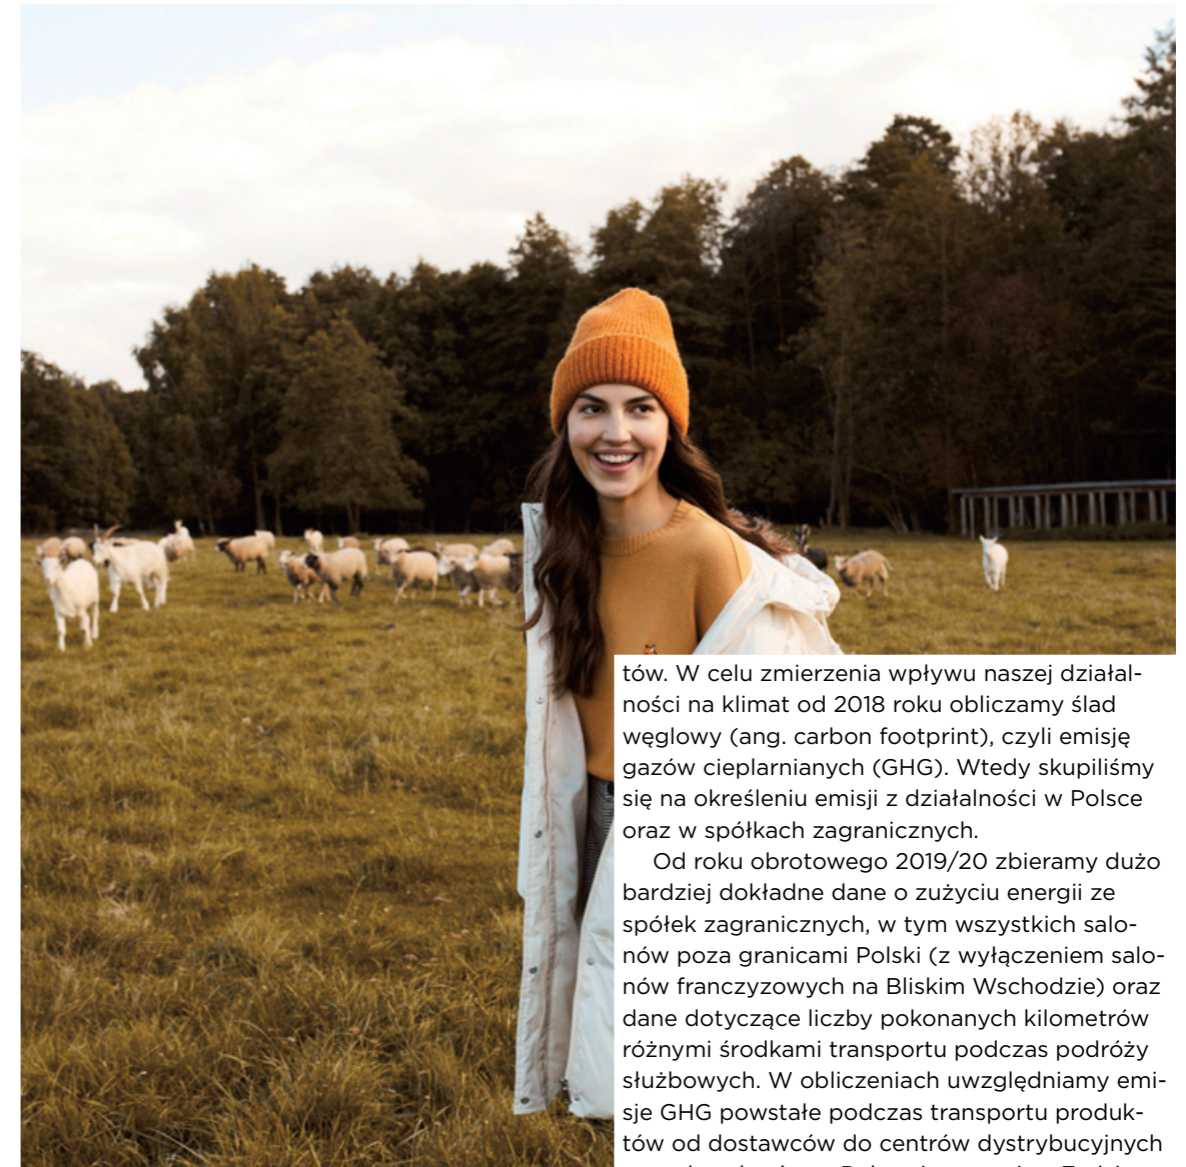 tów. W celu zmierzenia wpływu naszej działal-
ności na klimat od 2018 roku obliczamy ślad
węglowy (ang. carbon footprint), czyli emisję
gazów cieplarnianych (GHG). Wtedy skupiliśmy
się na określeniu emisji z działalności w Polsce
oraz w spółkach zagranicznych.
Od roku obrotowego 2019/20 zbieramy dużo
bardziej dokładne dane o zużyciu energii ze
spółek zagranicznych, w tym wszystkich salo-
nów poza granicami Polski (z wyłączeniem salo-
nów franczyzowych na Bliskim Wschodzie) oraz
dane dotyczące liczby pokonanych kilometrów
różnymi środkami transportu podczas podróży
służbowych. W obliczeniach uwzględniamy emi-
sje GHG powstałe podczas transportu produk-
tów od dostawców do centrów dystrybucyjnych